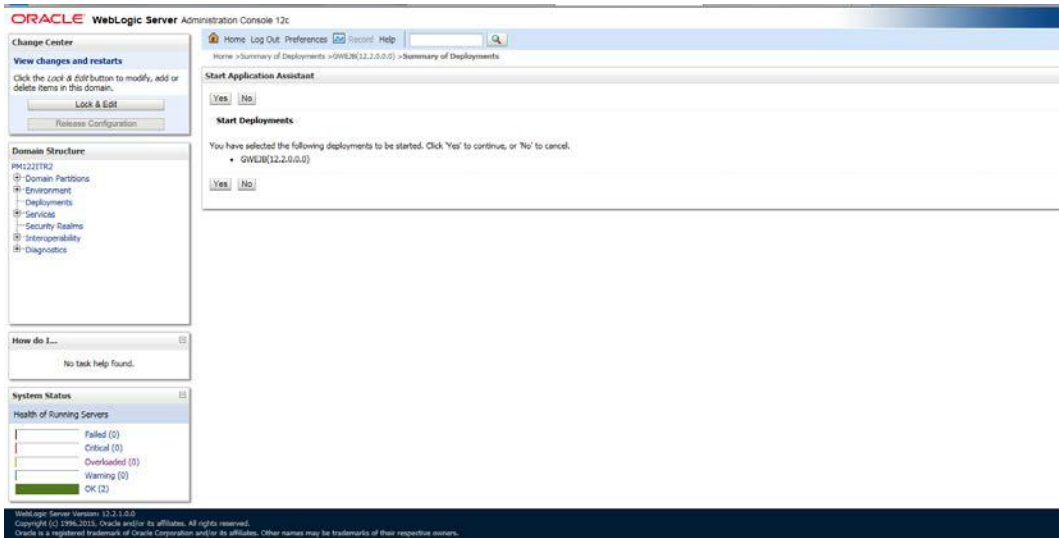 ORACLE WebLogic Server Administration Console 12c
Change Center
View changes and restarts
Click the Lock & Edit button to modify, add or
delete items in this domain.
Lock & Edit
Release Configuration
Domain Structure
PM122ITR2
Domain Partitions
Environment
Deployments
Services
Security Realms
Interoperability
Diagnostics
How do I...
No task help found.
System Status
Health of Running Servers
Failed (0)
Critical (0)
Overloaded (0)
Warning (0)
OK (2)
Home Log Out Preferences Record Help
Home >Summary of Deployments >GWEJB(12.2.0.0.0) >Summary of Deployments
Start Application Assistant
Yes No
Start Deployments
You have selected the following deployments to be started. Click 'Yes' to continue, or 'No' to cancel.
GWEJB(12.2.0.0.0)
Yes No
WebLogic Server Version: 12.2.1.0.0
Copyright (c) 1996,2015, Oracle and/or its affiliates. All rights reserved.
Oracle is a registered trademark of Oracle Corporation and/or its affiliates. Other names may be trademarks of their respective owners.